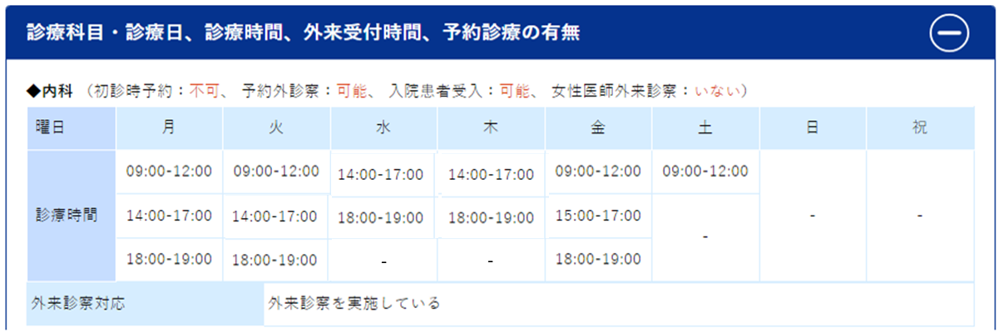 診療科目・診療日、診療時間、外来受付時間、予約診療の有無
◆内科 （初診時予約：不可、 予約外診察：可能、 入院患者受入：可能、 女性医師外来診察：いない）
曜日 月 火 水 木 金 土 日 祝
09:00-12:00 09:00-12:00 14:00-17:00 14:00-17:00 09:00-12:00 09:00-12:00
診療時間 14:00-17:00 14:00-17:00 18:00-19:00 18:00-19:00 15:00-17:00 - - -
18:00-19:00 18:00-19:00 - - 18:00-19:00
外来診察対応 外来診察を実施している